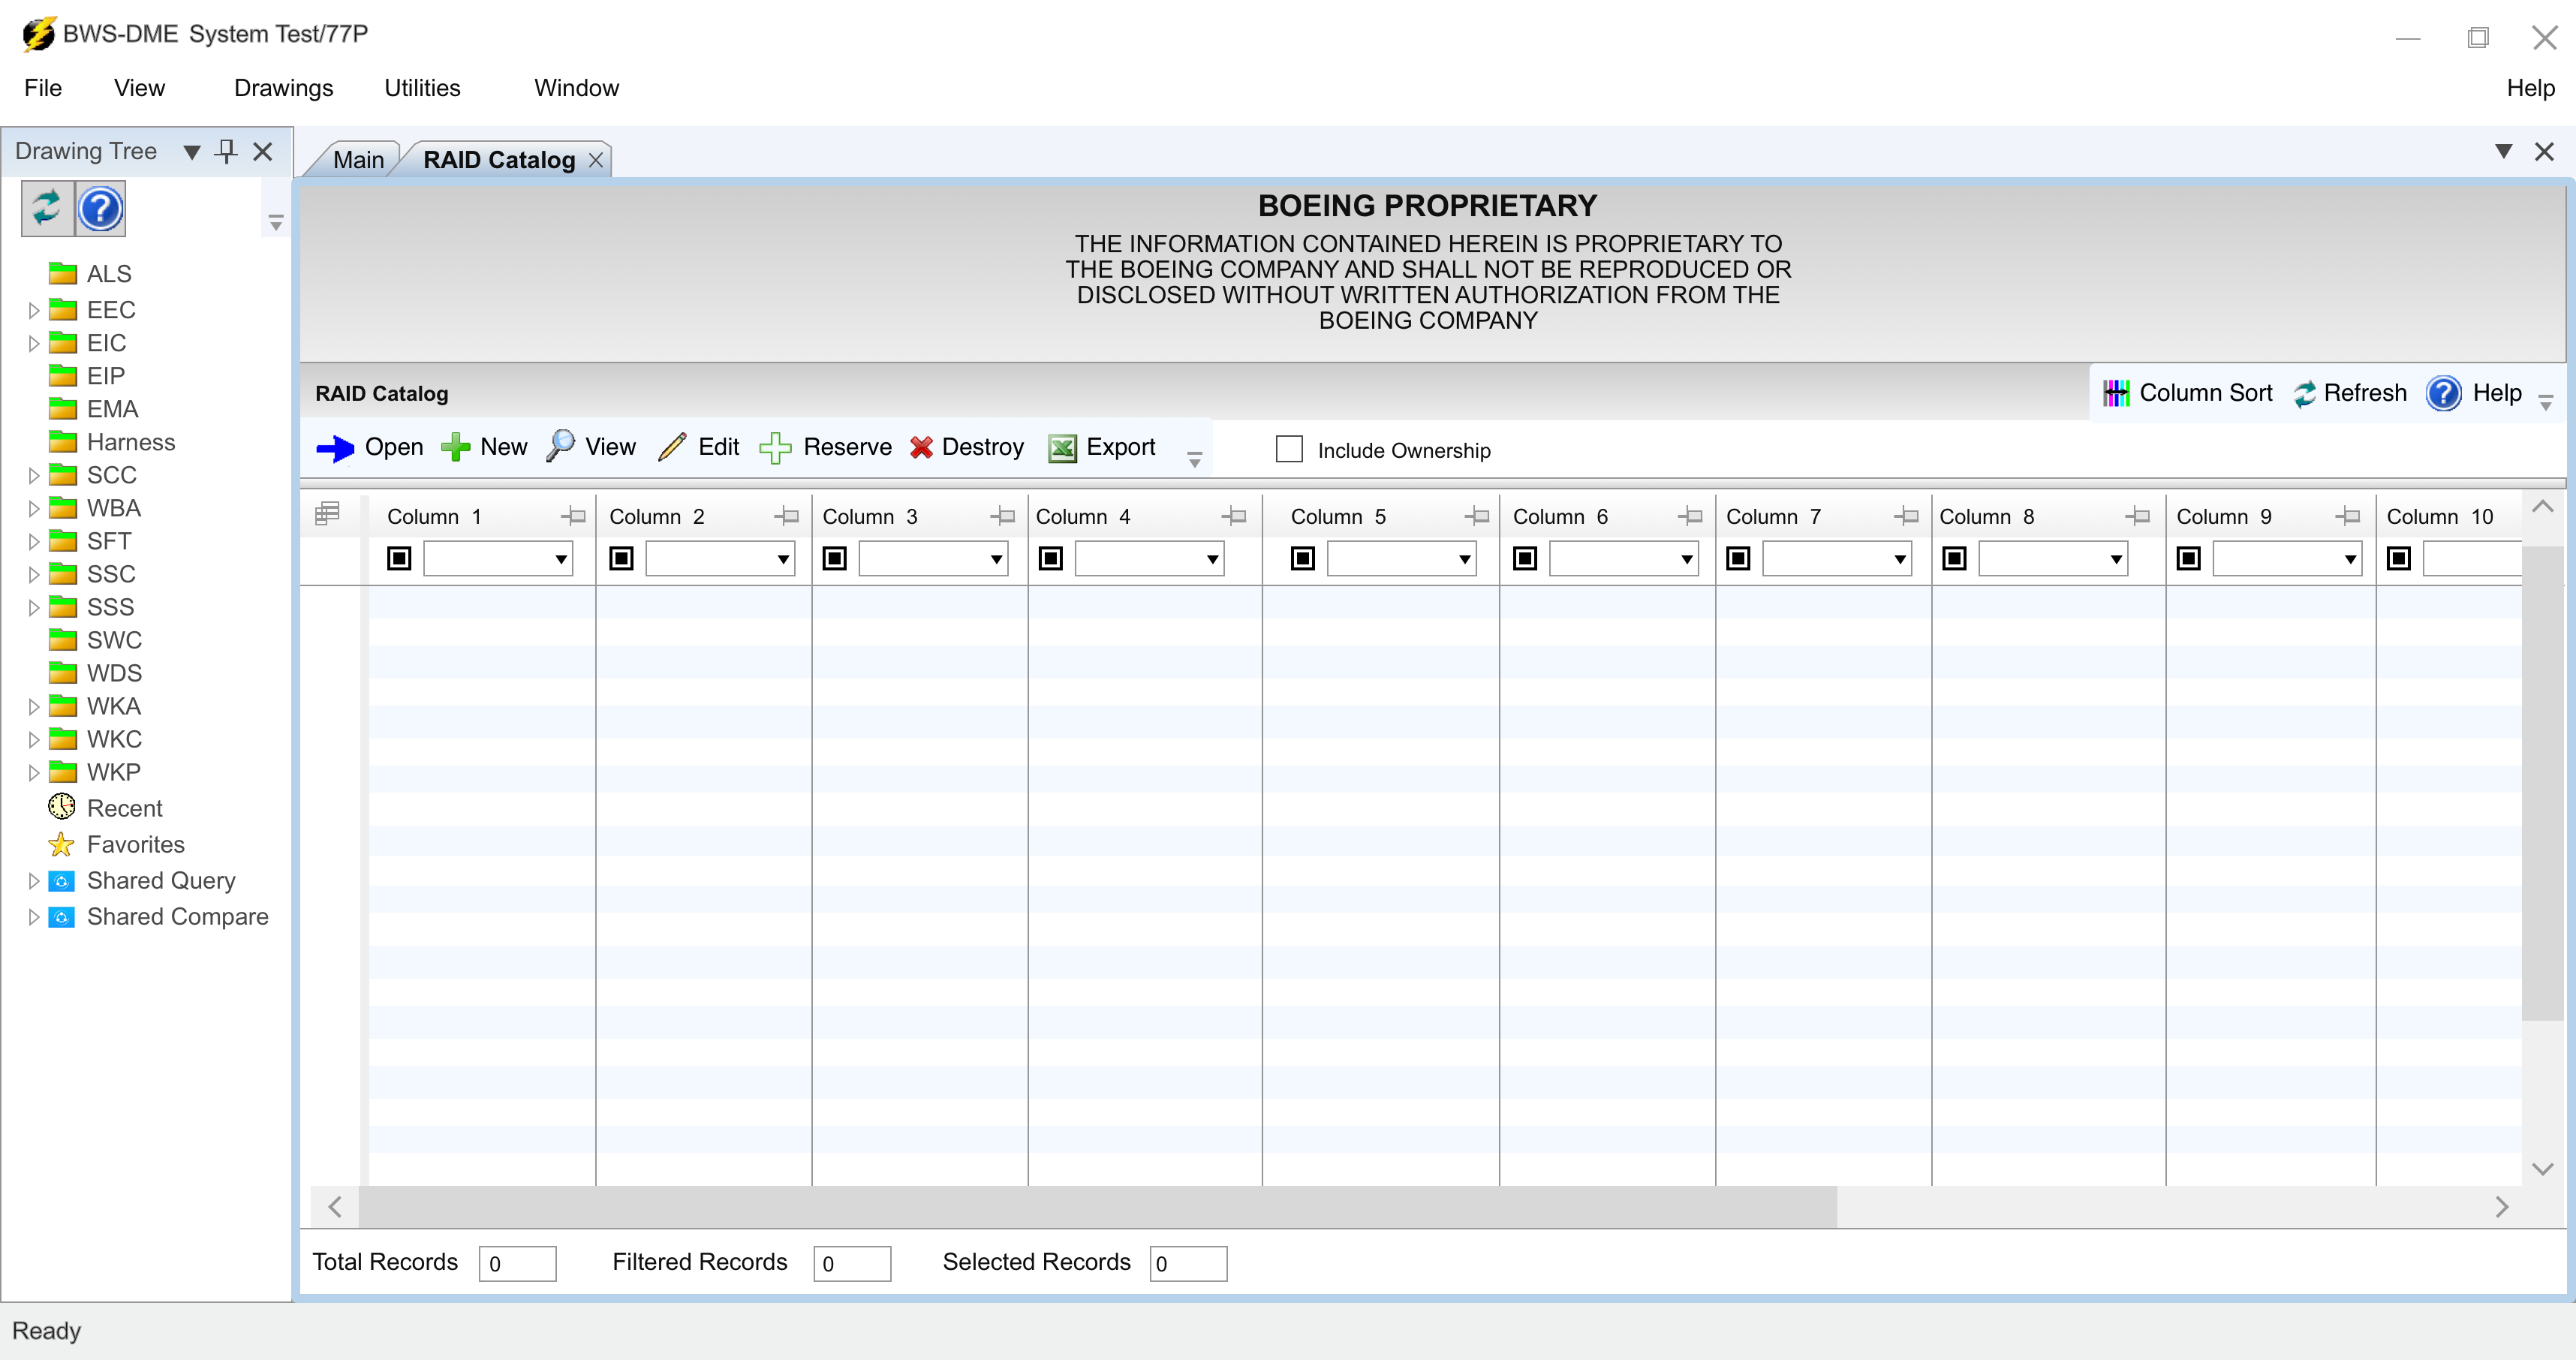 BWS-DME System Test/77P
File View Drawings Utilities Window Help
Drawing Tree
Main RAID Catalog
ALS
EEC
EIC
EIP
EMA
Harness
SCC
WBA
SFT
SSC
SSS
SWC
WDS
WKA
WKC
WKP
Recent
Favorites
Shared Query
Shared Compare
BOEING PROPRIETARY
THE INFORMATION CONTAINED HEREIN IS PROPRIETARY TO
THE BOEING COMPANY AND SHALL NOT BE REPRODUCED OR
DISCLOSED WITHOUT WRITTEN AUTHORIZATION FROM THE
BOEING COMPANY
RAID Catalog Column Sort Refresh Help
Open New View Edit Reserve Destroy Export Include Ownership
Column 1 Column 2 Column 3 Column 4 Column 5 Column 6 Column 7 Column 8 Column 9 Column 10
Total Records 0 Filtered Records 0 Selected Records 0
Ready